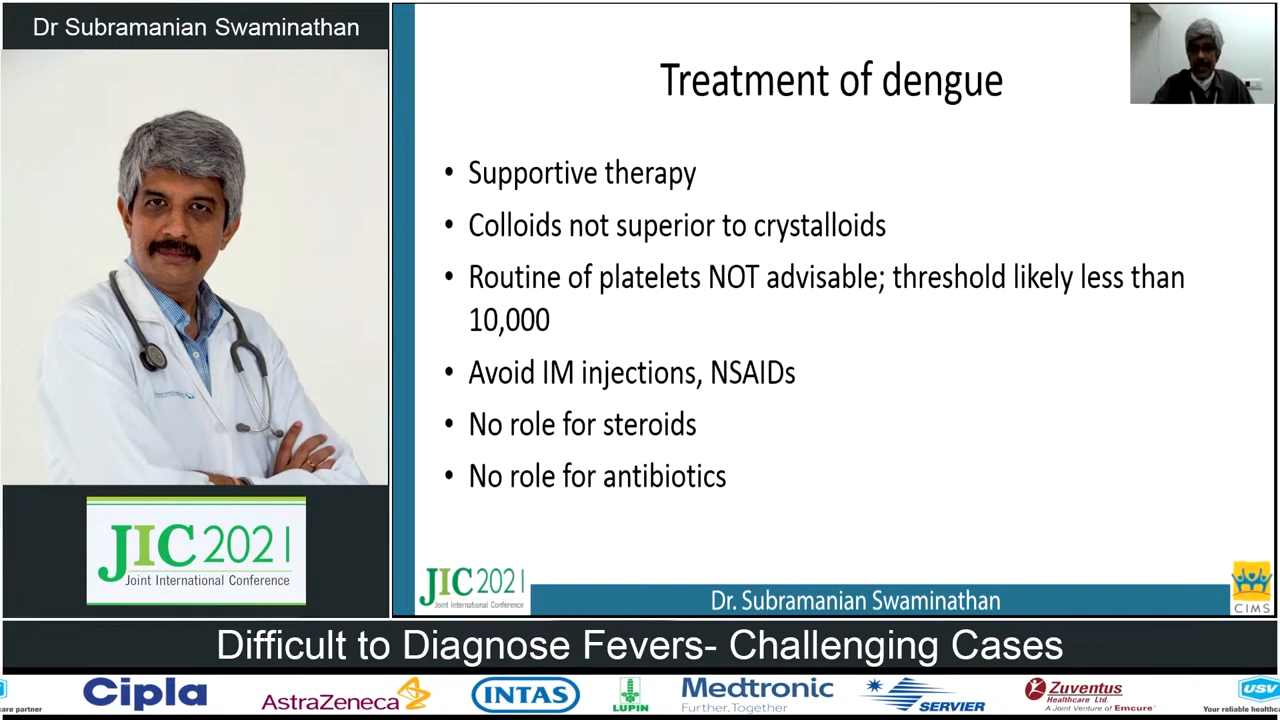 Dr Subramanian Swaminathan
JIC 2021
Joint International Conference
Treatment of dengue
• Supportive therapy
• Colloids not superior to crystalloids
• Routine of platelets NOT advisable; threshold likely less than
10,000
• Avoid IM injections, NSAIDs
• No role for steroids
• No role for antibiotics
JIC 2021
Joint International Conference
Dr. Subramanian Swaminathan
CIMS
Difficult to Diagnose Fevers- Challenging Cases
care partner
Cipla
AstraZeneca
INTAS
LUPIN
Medtronic
Further.Together
SERVIER
Zuventus
Healthcare Ltd.
A Joint Venture of Emcure
USV
Your reliable healthc